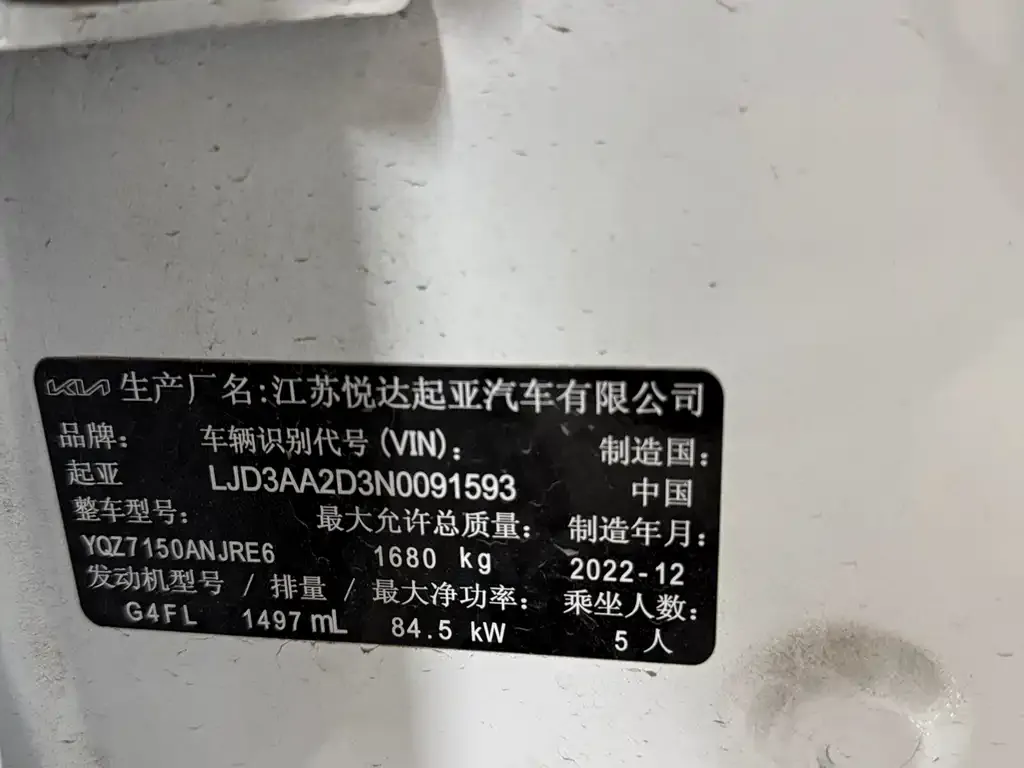 KIA 生产厂名：江苏悦达起亚汽车有限公司
品牌： 车辆识别代号(VIN)： 制造国：
起亚 LJD3AA2D3N0091593 中国
整车型号： 最大允许总质量： 制造年月：
YQZ7150ANJRE6 1680 kg 2022-12
发动机型号 / 排量 / 最大净功率： 乘坐人数：
G4FL 1497 mL 84.5 kW 5 人